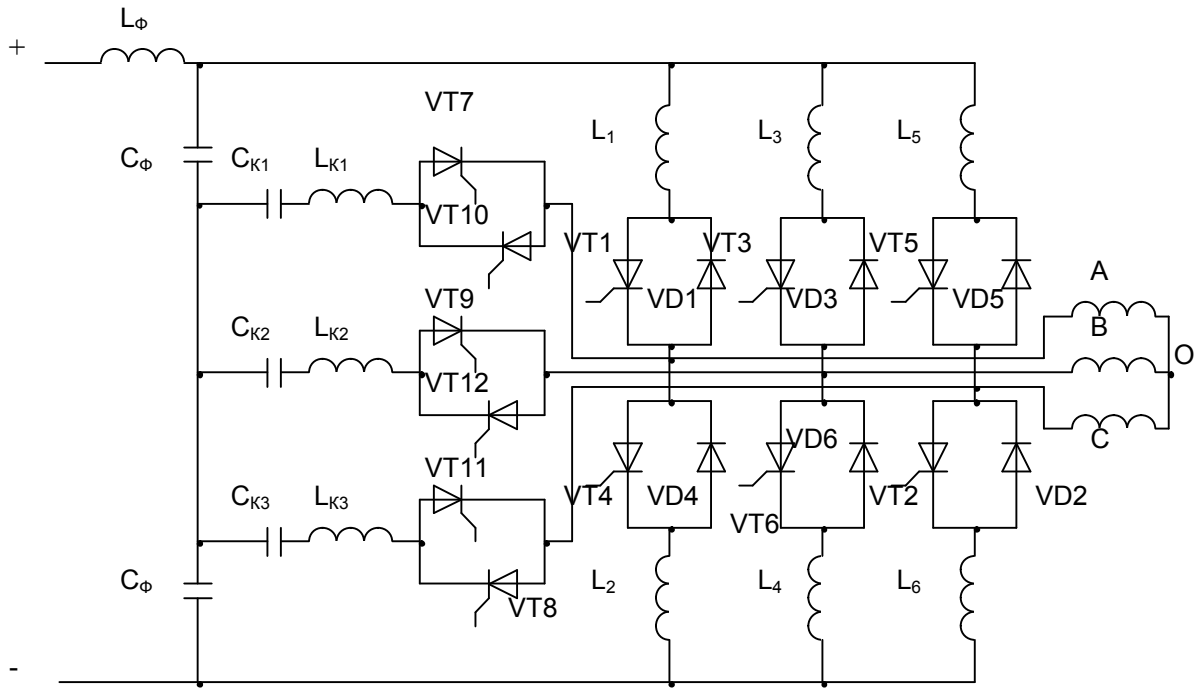 LФ
+
VT7
L1
L3
L5
CФ
CК1
LК1
VT10
VT1
VT3
VT5
A
VD1
VD3
VD5
VT9
B
CК2
LК2
O
VT12
C
VD6
VT11
CК3
LК3
VT4
VD4
VT2
VD2
VT6
CФ
L2
L4
L6
VT8
-